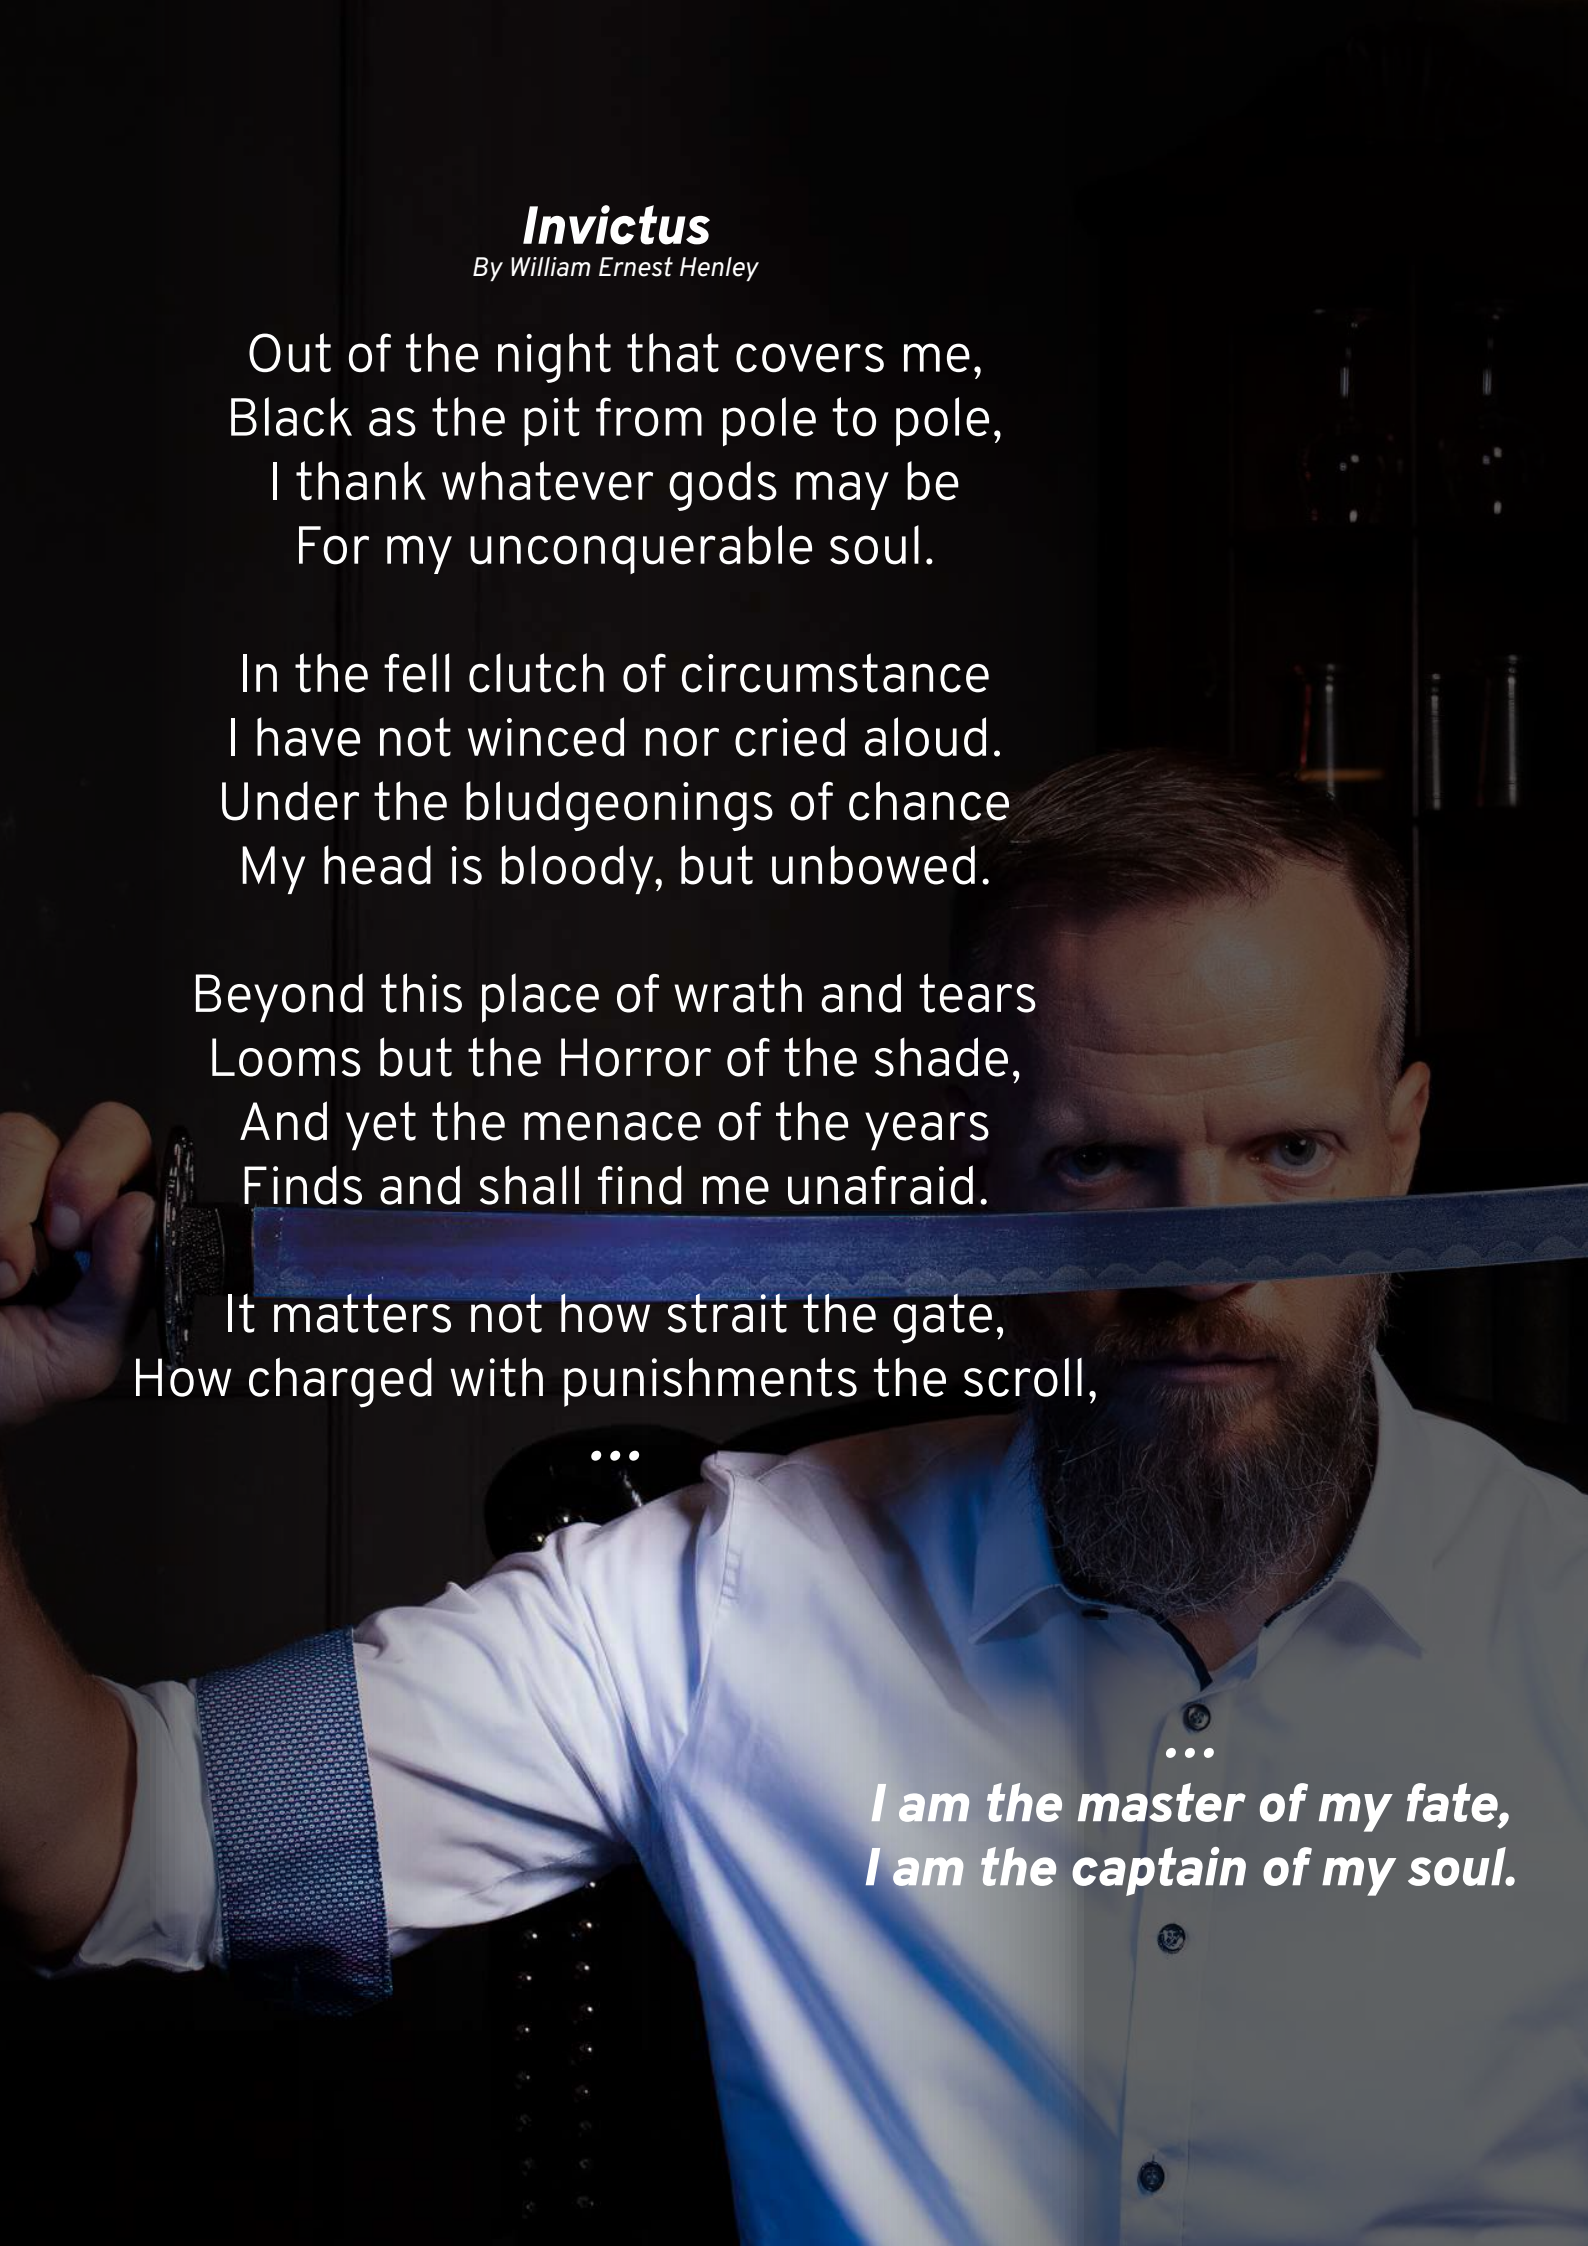 Invictus
By William Ernest Henley
Out of the night that covers me,
Black as the pit from pole to pole,
I thank whatever gods may be
For my unconquerable soul.
In the fell clutch of circumstance
I have not winced nor cried aloud.
Under the bludgeonings of chance
My head is bloody, but unbowed.
Beyond this place of wrath and tears
Looms but the Horror of the shade,
And yet the menace of the years
Finds and shall find me unafraid.
It matters not how strait the gate,
How charged with punishments the scroll,
...
...
I am the master of my fate,
I am the captain of my soul.